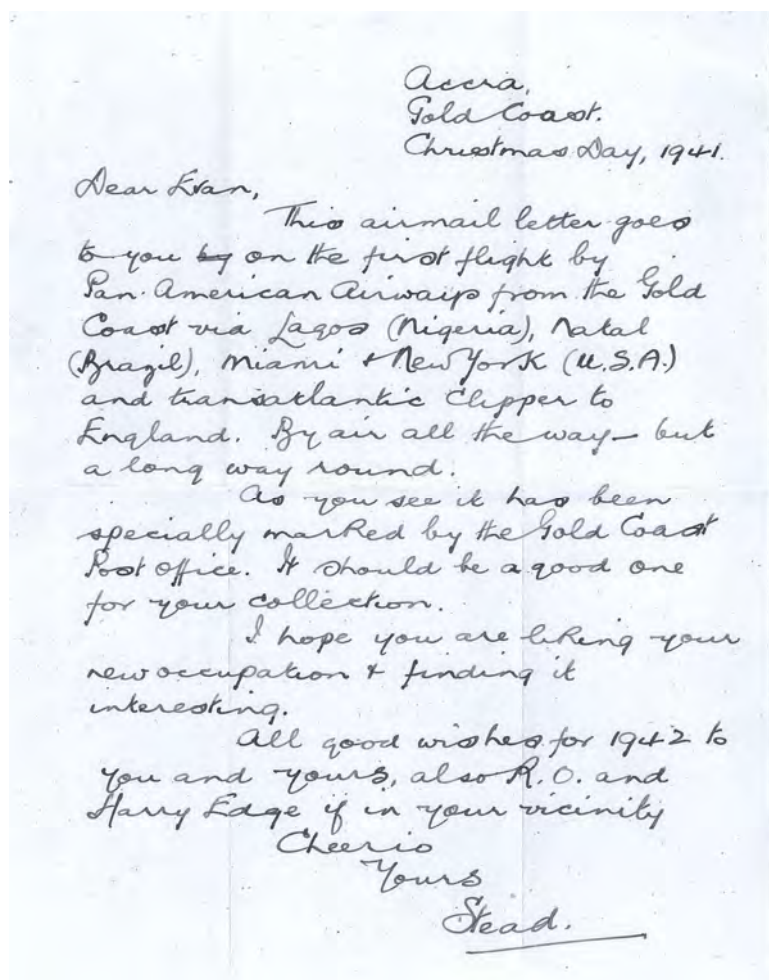 Accra,
Gold Coast.
Christmas Day, 1941.
Dear Evan,
This airmail letter goes
to you by on the first flight by
Pan-American Airways from the Gold
Coast via Lagos (Nigeria), Natal
(Brazil), Miami & New York (U.S.A.)
and transatlantic Clipper to
England. By air all the way – but
a long way round.
As you see it has been
specially marked by the Gold Coast
Post Office. It should be a good one
for your collection.
I hope you are liking your
new occupation & finding it
interesting.
All good wishes for 1942 to
you and yours, also R.O. and
Harry Edge if in your vicinity
Cheerio
Yours
Stead.